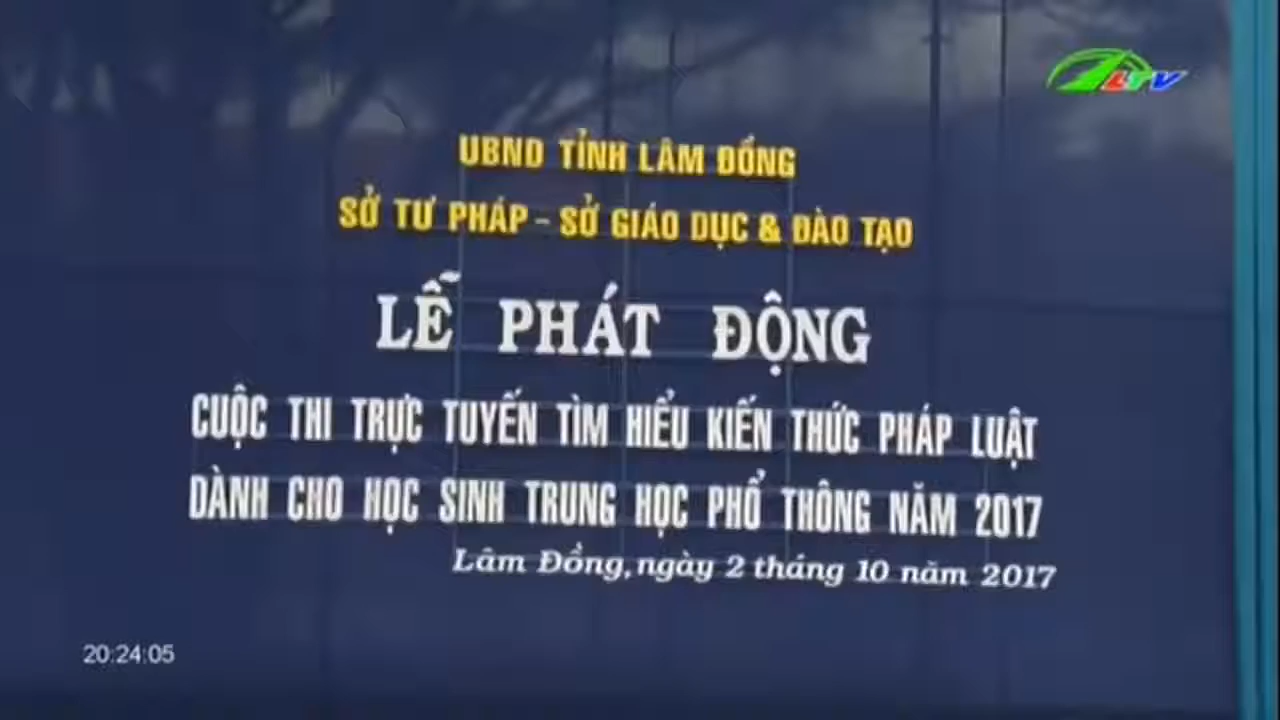 LTV
UBND TỈNH LÂM ĐỒNG
SỞ TƯ PHÁP - SỞ GIÁO DỤC & ĐÀO TẠO
LỄ PHÁT ĐỘNG
CUỘC THI TRỰC TUYẾN TÌM HIỂU KIẾN THỨC PHÁP LUẬT
DÀNH CHO HỌC SINH TRUNG HỌC PHỔ THÔNG NĂM 2017
Lâm Đồng, ngày 2 tháng 10 năm 2017
20:24:05